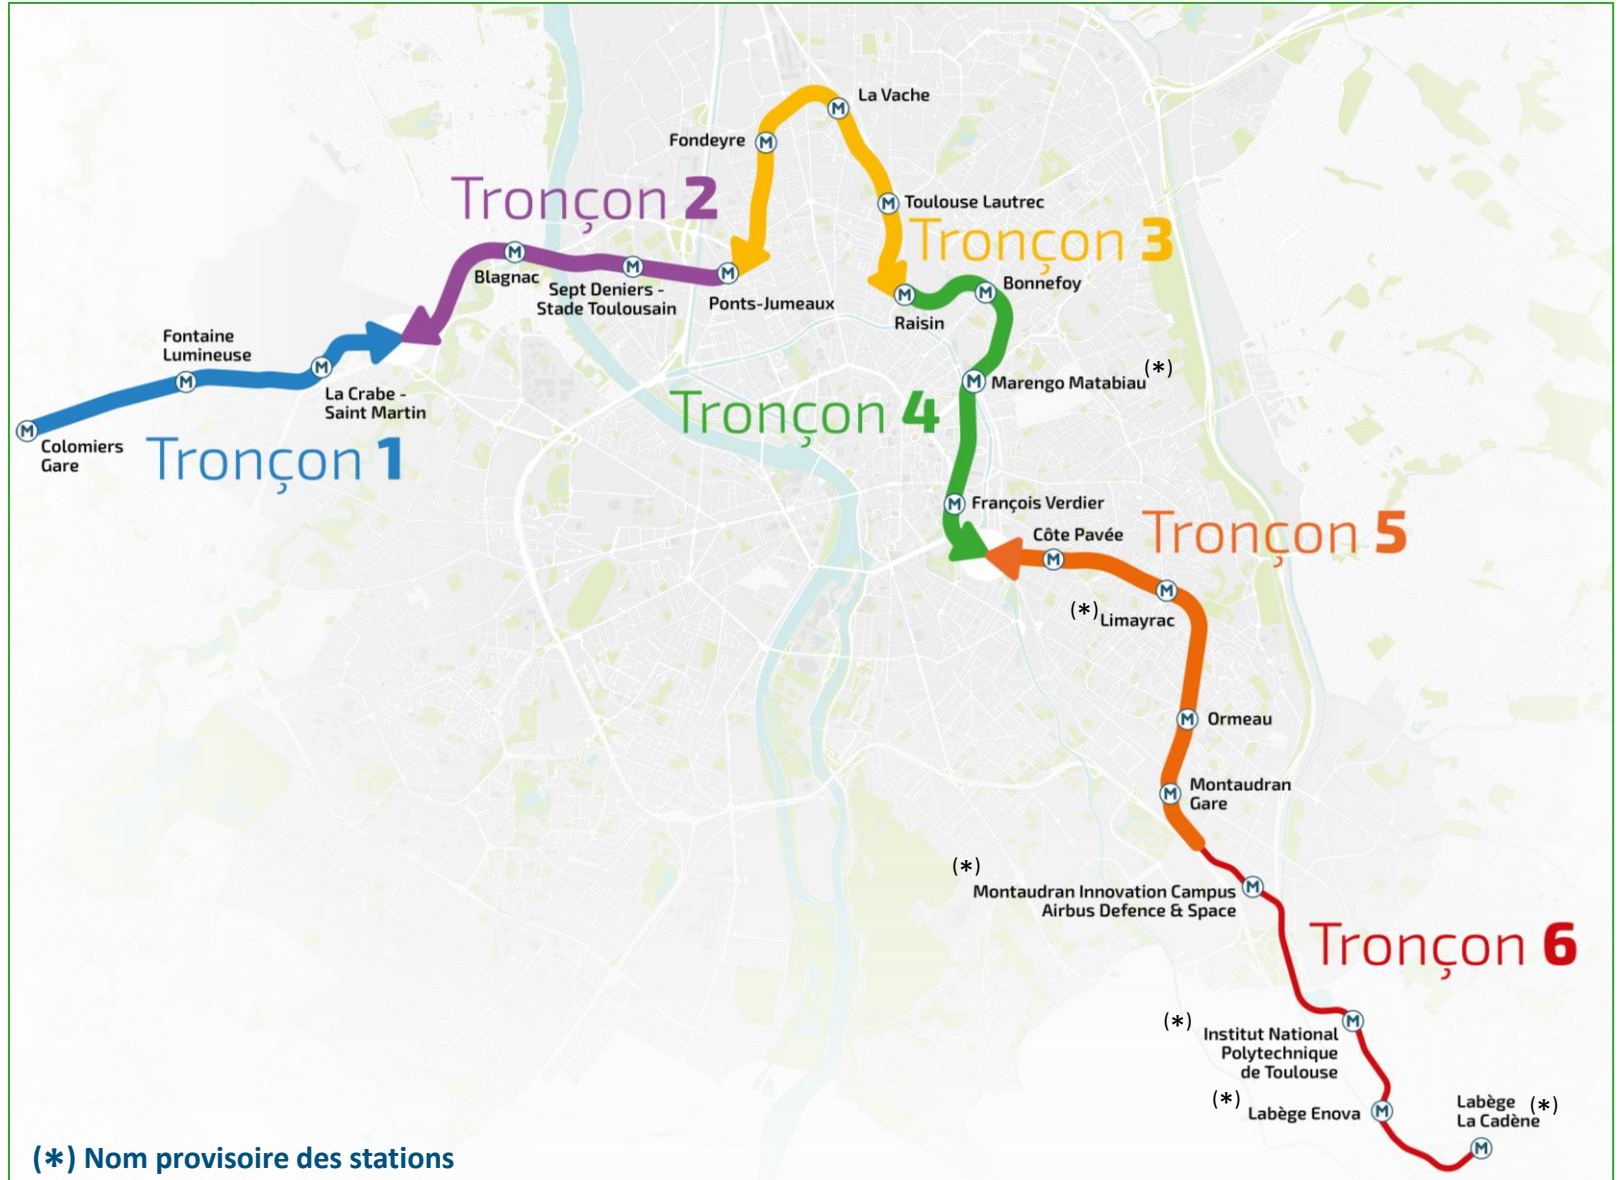 La Vache
Fondeyre
M
M
Tronçon 2
M
Toulouse Lautrec
Tronçon 3
M
Blagnac
M
Sept Deniers -
Stade Toulousain
M
Ponts-Jumeaux
M
Raisin
M
Bonnefoy
Fontaine
Lumineuse
M
M
La Crabe -
Saint Martin
M
Marengo Matabiau (*)
Tronçon 4
M
Colomiers
Gare
Tronçon 1
M
François Verdier
Côte Pavée
M
Tronçon 5
M
(*) Limayrac
M
Ormeau
M
Montaudran
Gare
(*)
Montaudran Innovation Campus
Airbus Defence & Space
M
Tronçon 6
(*)
M
Institut National
Polytechnique
de Toulouse
(*) Labège Enova
M
Labège
La Cadène (*)
M
(*) Nom provisoire des stations